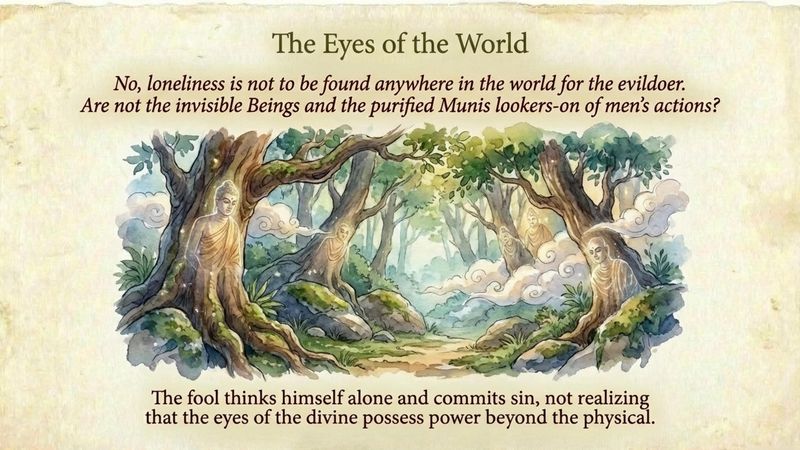 The Eyes of the World
No, loneliness is not to be found anywhere in the world for the evildoer.
Are not the invisible Beings and the purified Munis lookers-on of men’s actions?
The fool thinks himself alone and commits sin, not realizing
that the eyes of the divine possess power beyond the physical.